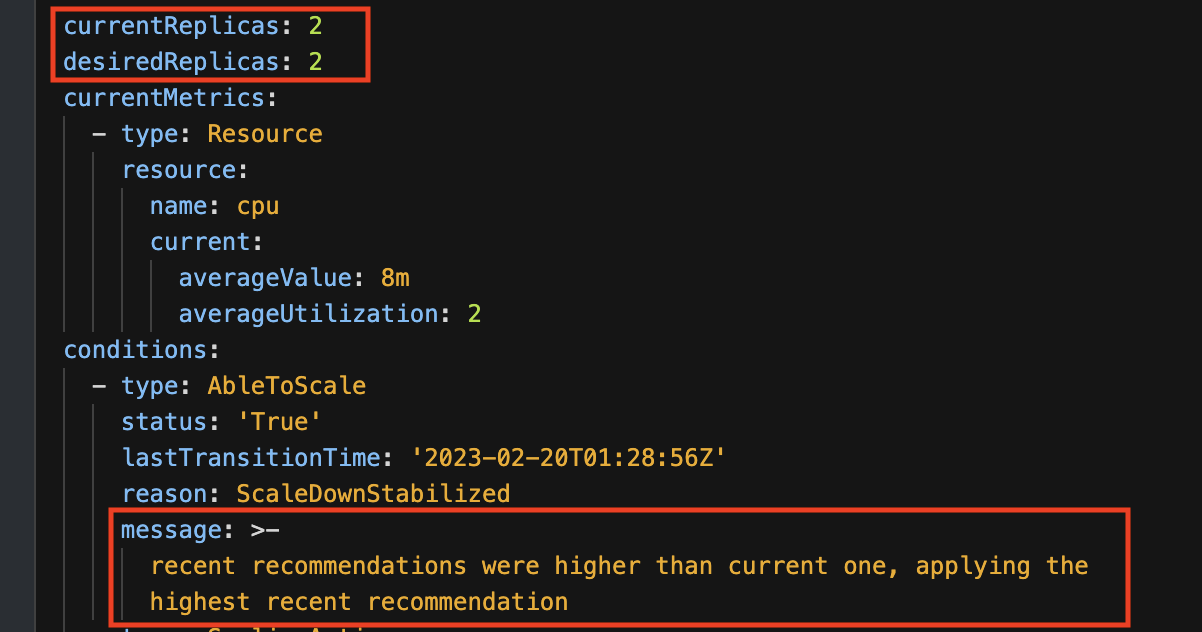 currentReplicas: 2
desiredReplicas: 2
currentMetrics:
- type: Resource
resource:
name: cpu
current:
averageValue: 8m
averageUtilization: 2
conditions:
- type: AbleToScale
status: 'True'
lastTransitionTime: '2023-02-20T01:28:56Z'
reason: ScaleDownStabilized
message: >-
recent recommendations were higher than current one, applying the
highest recent recommendation